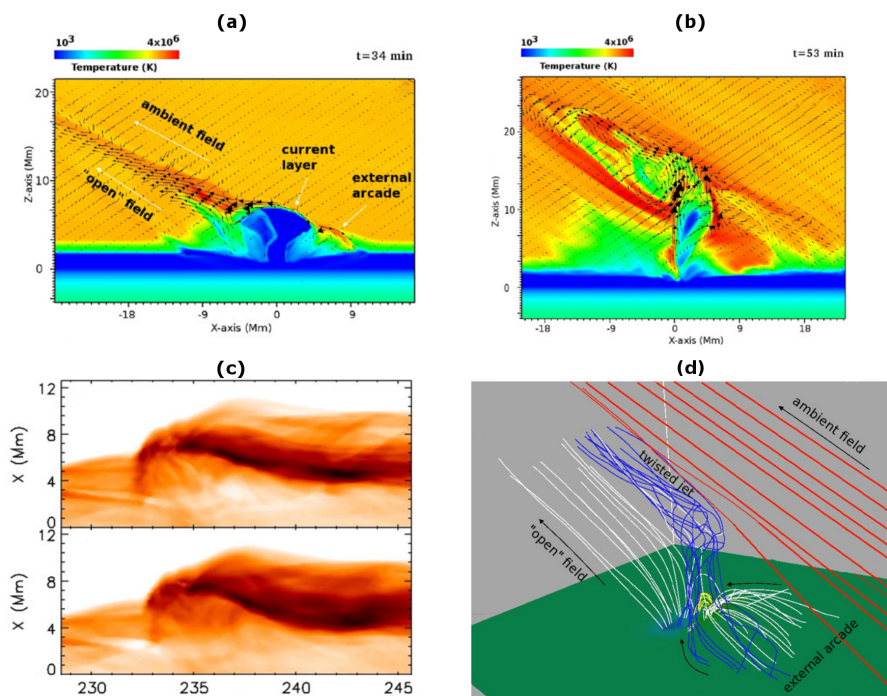 (a)
10³ 4x10⁶
Temperature (K)
t=34 min
20
10
0
Z-axis (Mm)
ambient field
"open" field
current
layer
external
arcade
-18 -9 0 9
X-axis (Mm)
(b)
10³ 4x10⁶
Temperature (K)
t=53 min
20
10
0
Z-axis (Mm)
-21 -9 0 9 18
X-axis (Mm)
(c)
12
8
4
0
X (Mm)
12
8
4
0
X (Mm)
230 235 240 245
(d)
ambient field
twisted jet
"open" field
external arcade